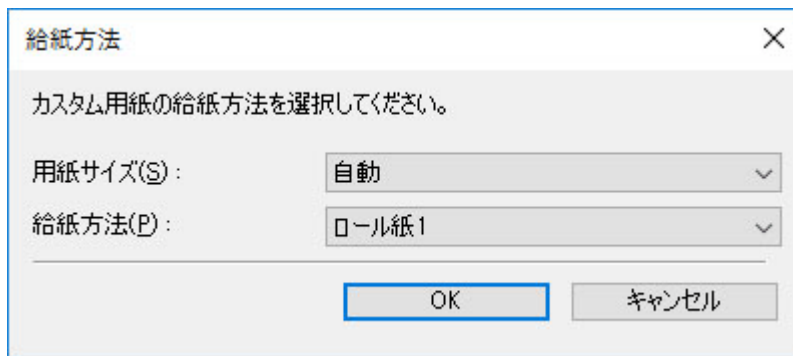 給紙方法
カスタム用紙の給紙方法を選択してください。
用紙サイズ(S): 自動
給紙方法(P): ロール紙1
OK キャンセル